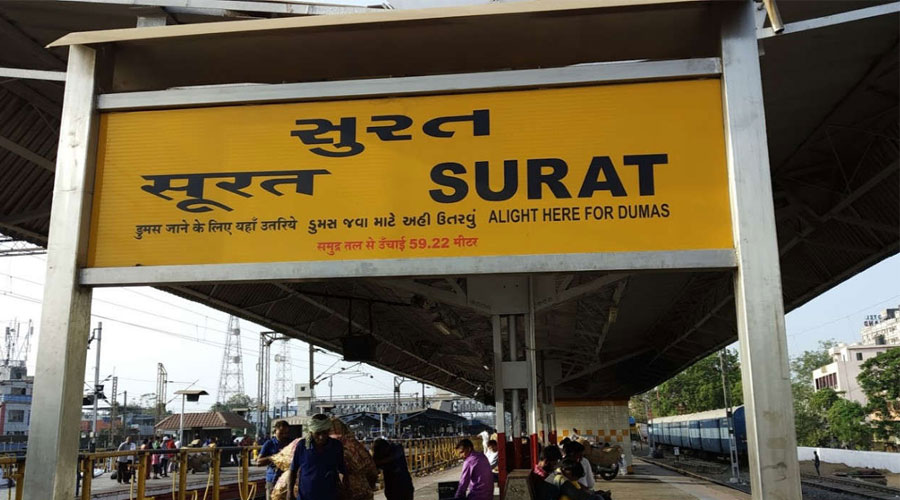 સુરત
सूरत SURAT
डुमस जाने के लिए यहाँ उतरिये ડુમસ જવા માટે અહી ઉતરવું ALIGHT HERE FOR DUMAS
समुद्र तल से उँचाई 59.22 मीटर